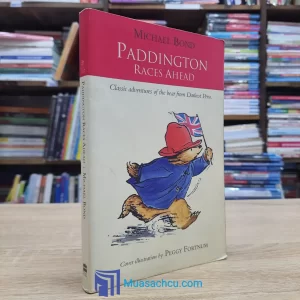 MICHAEL BOND
PADDINGTON
RACES AHEAD
Classic adventures of the bear from Darkest Peru
Cover illustrations by PEGGY FORTNUM
Muasachcu.com